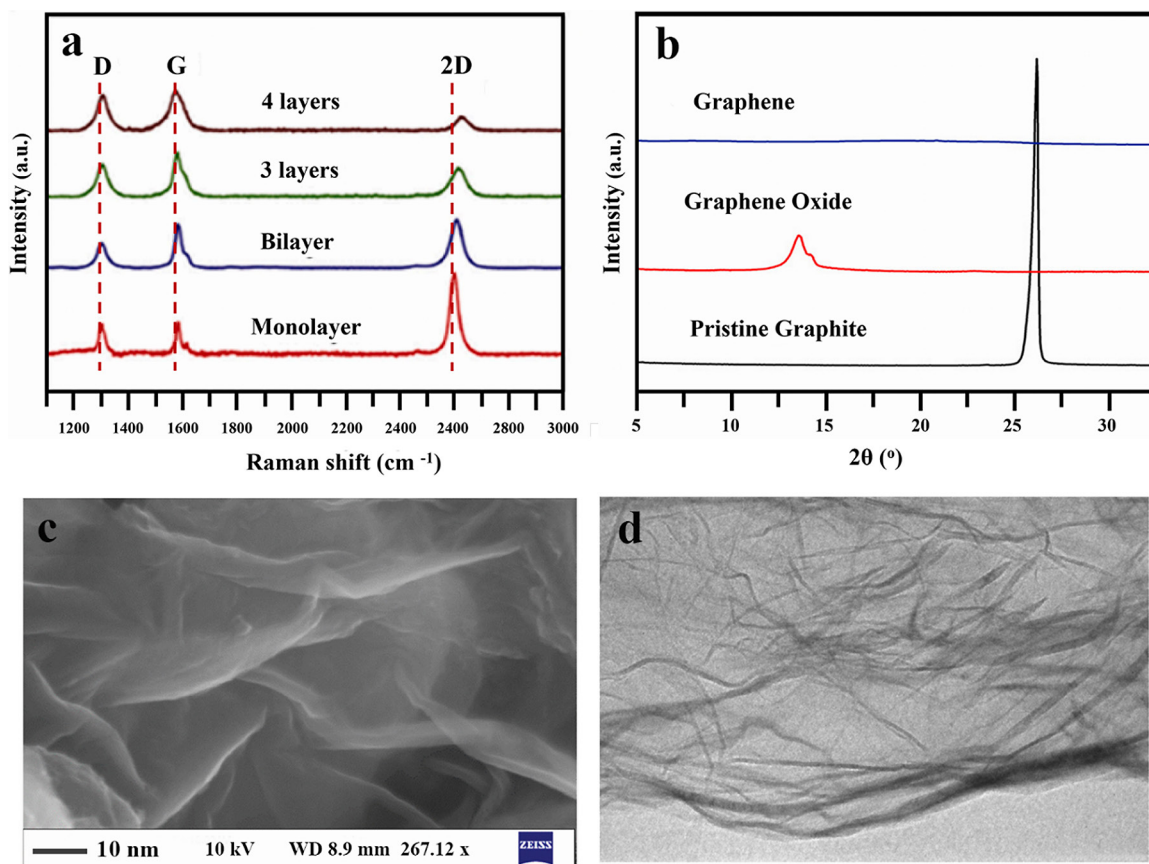 a
D
G
2D
4 layers
3 layers
Bilayer
Monolayer
Intensity (a.u.)
1200 1400 1600 1800 2000 2200 2400 2400 2800 3000
Raman shift (cm -1)
b
Graphene
Graphene Oxide
Pristine Graphite
Intensity (a.u.)
5 10 15 20 25 30
2θ (o)
c
10 nm 10 kV WD 8.9 mm 267.12 x
ZEISS
d